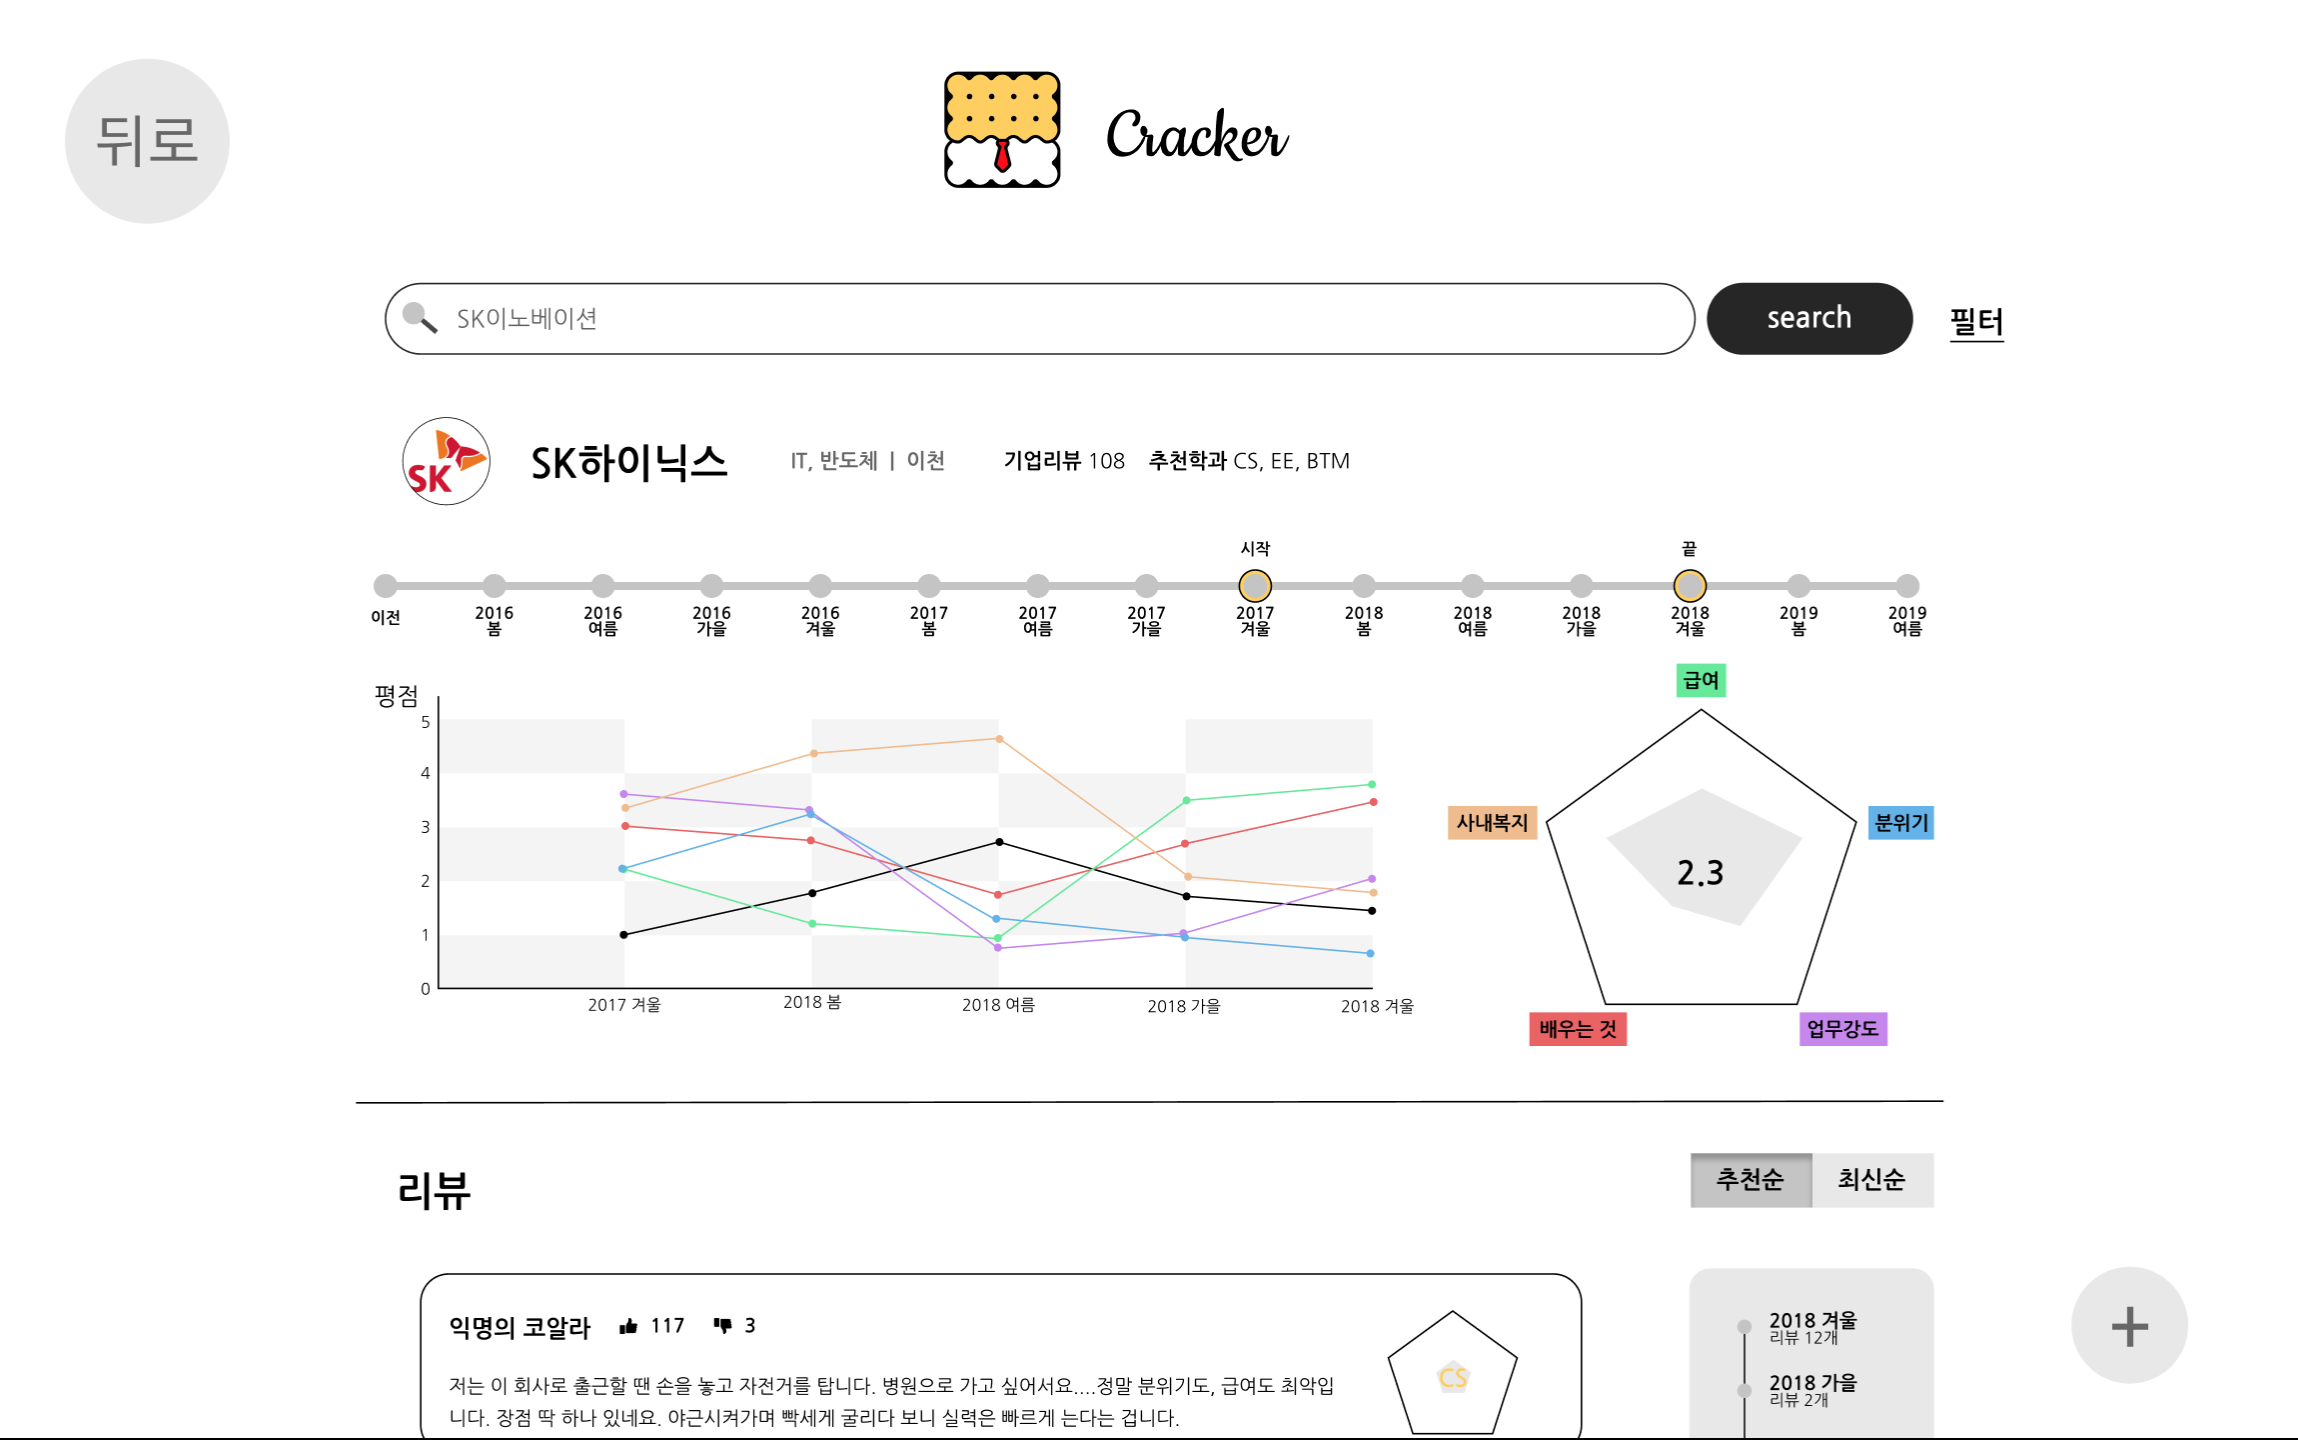 뒤로
Cracker
SK이노베이션
search
필터
SK
SK하이닉스
IT, 반도체 | 이천
기업리뷰 108
추천학과 CS, EE, BTM
시작
끝
이전
2016 봄
2016 여름
2016 가을
2016 겨울
2017 봄
2017 여름
2017 가을
2017 겨울
2018 봄
2018 여름
2018 가을
2018 겨울
2019 봄
2019 여름
평점
5
4
3
2
1
0
2017 겨울
2018 봄
2018 여름
2018 가을
2018 겨울
급여
사내복지
분위기
2.3
배우는 것
업무강도
리뷰
추천순
최신순
익명의 코알라
117
3
저는 이 회사로 출근할 땐 손을 놓고 자전거를 탑니다. 병원으로 가고 싶어서요....정말 분위기도, 급여도 최악입
니다. 장점 딱 하나 있네요. 야근시켜가며 빡세게 굴리다 보니 실력은 빠르게 는다는 겁니다.
CS
2018 겨울
리뷰 12개
2018 가을
리뷰 2개
+